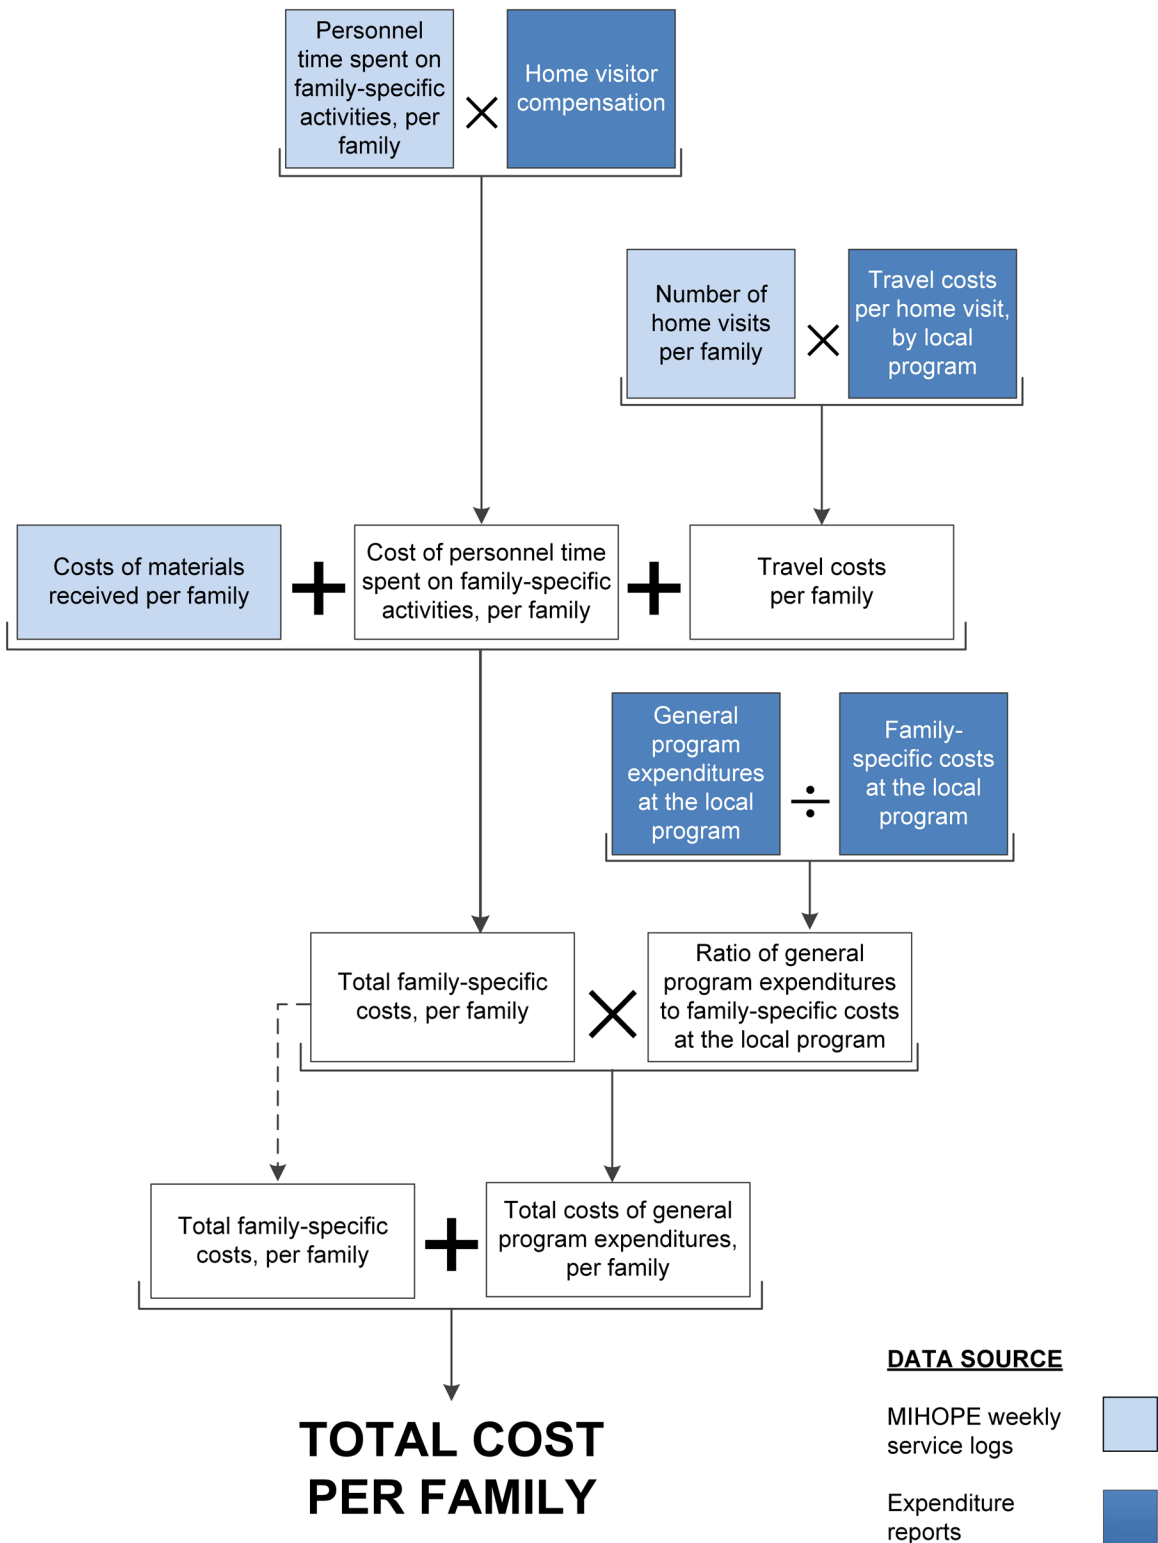 Personnel
time spent on
family-specific
activities, per
family
×
Home visitor
compensation
Number of
home visits
per family
×
Travel costs
per home visit,
by local
program
Costs of materials
received per family
+
Cost of personnel time
spent on family-specific
activities, per family
+
Travel costs
per family
General
program
expenditures
at the local
program
÷
Family-
specific costs
at the local
program
Total family-specific
costs, per family
×
Ratio of general
program expenditures
to family-specific costs
at the local program
Total family-specific
costs, per family
+
Total costs of general
program expenditures,
per family
TOTAL COST
PER FAMILY
DATA SOURCE
MIHOPE weekly
service logs
Expenditure
reports